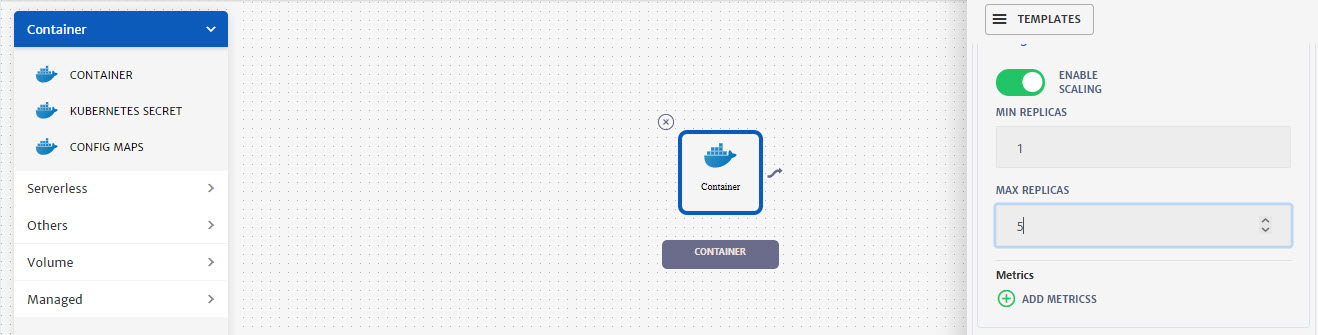 Container
CONTAINER
KUBERNETES SECRET
CONFIG MAPS
Serverless
Others
Volume
Managed
Container
CONTAINER
TEMPLATES
ENABLE
SCALING
MIN REPLICAS
1
MAX REPLICAS
5
Metrics
ADD METRICSS